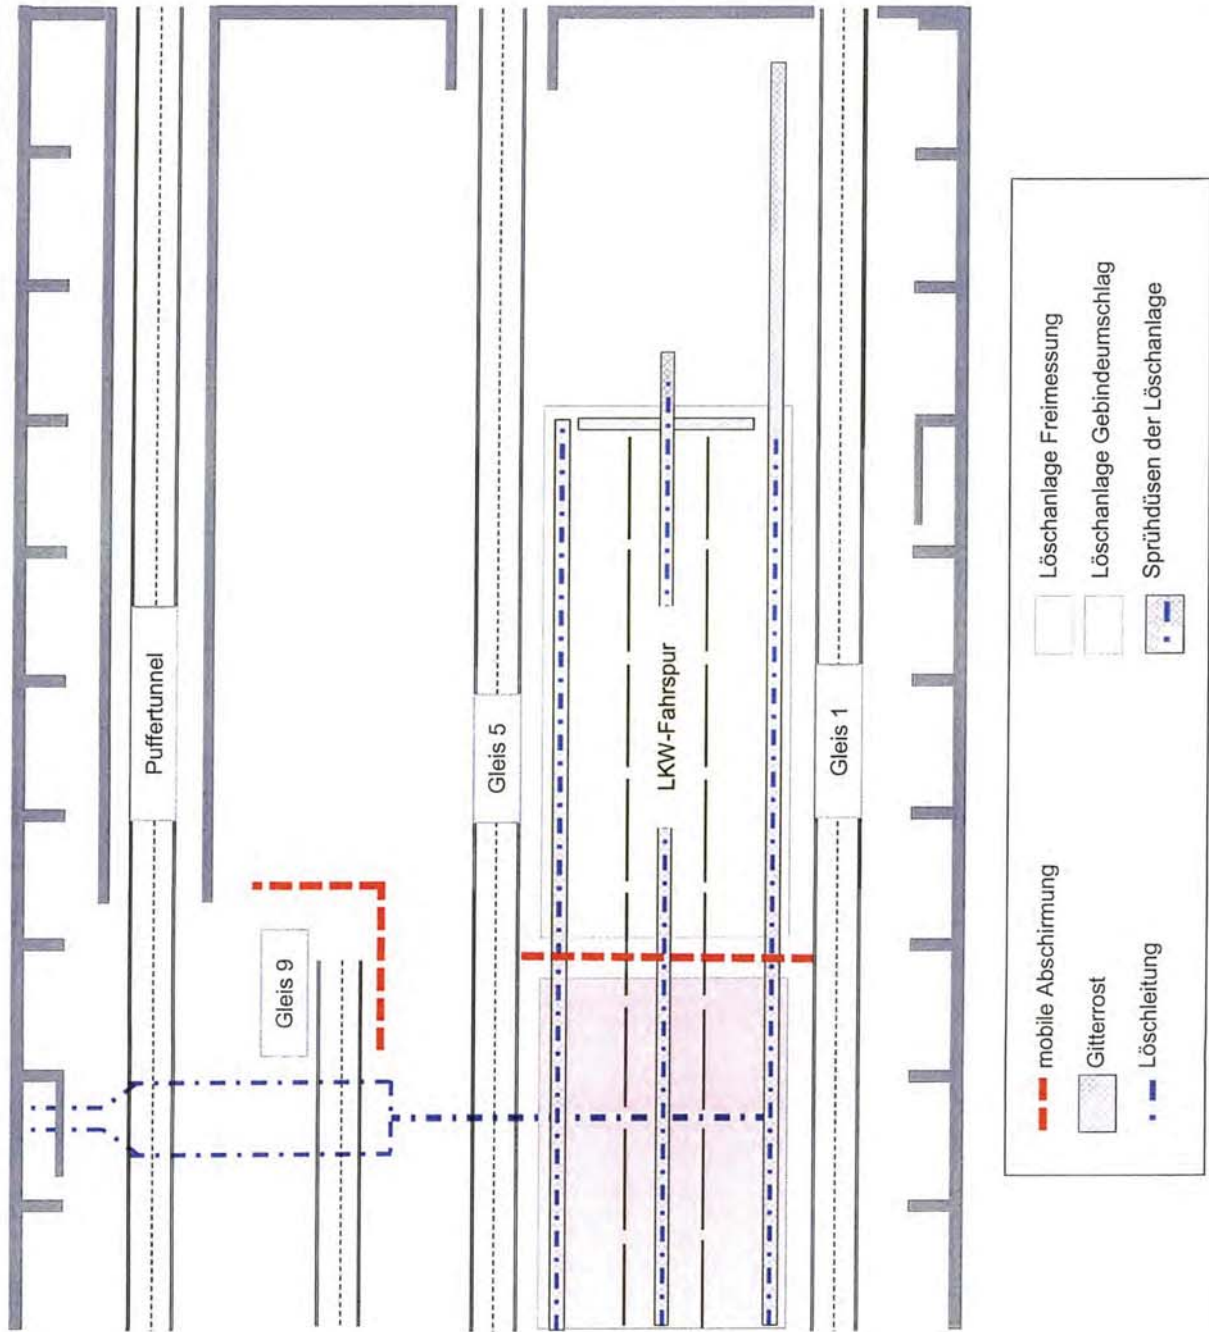 Puffertunnel
Gleis 9
Gleis 5
LKW-Fahrspur
Gleis 1
mobile Abschirmung
Gitterrost
Löschleitung
Löschanlage Freimessung
Löschanlage Gebindeumschlag
Sprühdüsen der Löschanlage